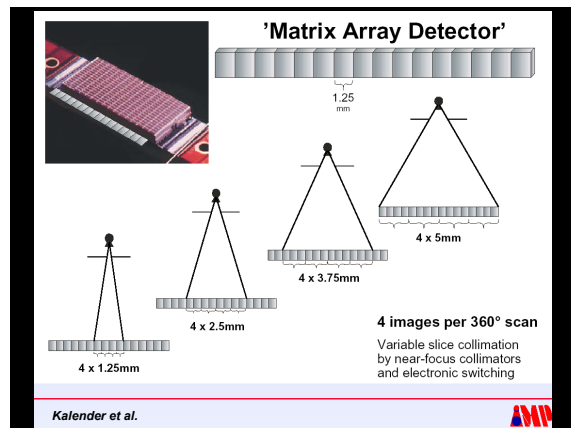 'Matrix Array Detector'
1.25
mm
4 x 5mm
4 x 3.75mm
4 x 2.5mm
4 x 1.25mm
4 images per 360° scan
Variable slice collimation
by near-focus collimators
and electronic switching
Kalender et al.
IMP